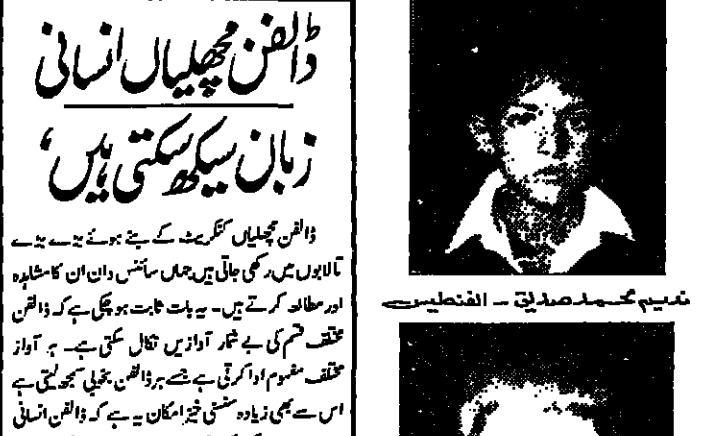 ڈالفن مچھلیاں انسانی
زبان سیکھ سکتی ہیں،
ڈالفن مچھلیاں کنکریٹ کے بنے ہوئے بڑے بڑے
تالابوں میں رکھی جاتی ہیں جہاں سائنس دان ان کا مشاہدہ
اور مطالعہ کرتے ہیں۔ یہ بات ثابت ہو چکی ہے کہ ڈالفن
مختلف قسم کی بے شمار آوازیں نکال سکتی ہے۔ ہر آواز
مختلف مفہوم ادا کرتی ہے جسے ہر ڈالفن بخوبی سمجھ لیتی ہے
اس سے بھی زیادہ سنسنی خیز امکان یہ ہے کہ ڈالفن انسانی
ندیم محمد صدیق ۔ الفنطیس